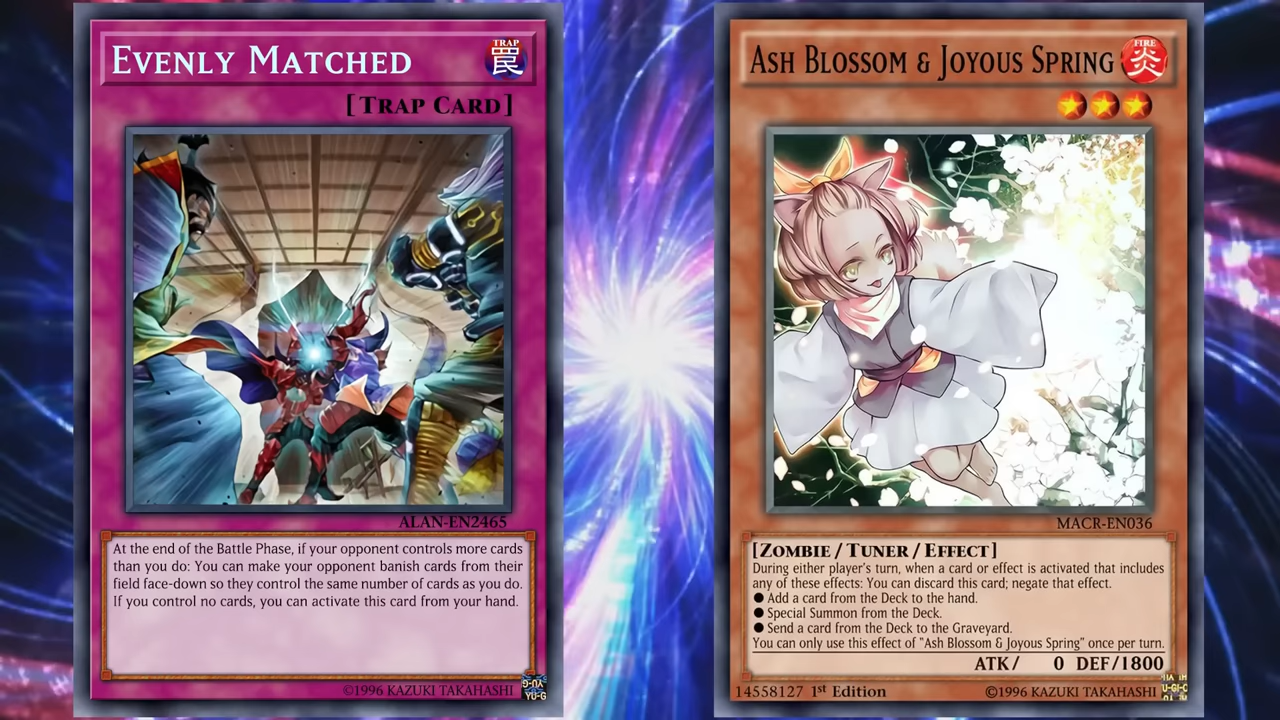 Evenly Matched
TRAP
罠
[Trap Card]
ALAN-EN2465
At the end of the Battle Phase, if your opponent controls more cards
than you do: You can make your opponent banish cards from their
field face-down so they control the same number of cards as you do.
If you control no cards, you can activate this card from your hand.
©1996 KAZUKI TAKAHASHI
Ash Blossom & Joyous Spring
FIRE
炎
MACR-EN036
[Zombie / Tuner / Effect]
During either player's turn, when a card or effect is activated that includes
any of these effects: You can discard this card; negate that effect.
● Add a card from the Deck to the hand.
● Special Summon from the Deck.
● Send a card from the Deck to the Graveyard.
You can only use this effect of "Ash Blossom & Joyous Spring" once per turn.
ATK/ 0 DEF/1800
14558127 1st Edition
©1996 KAZUKI TAKAHASHI